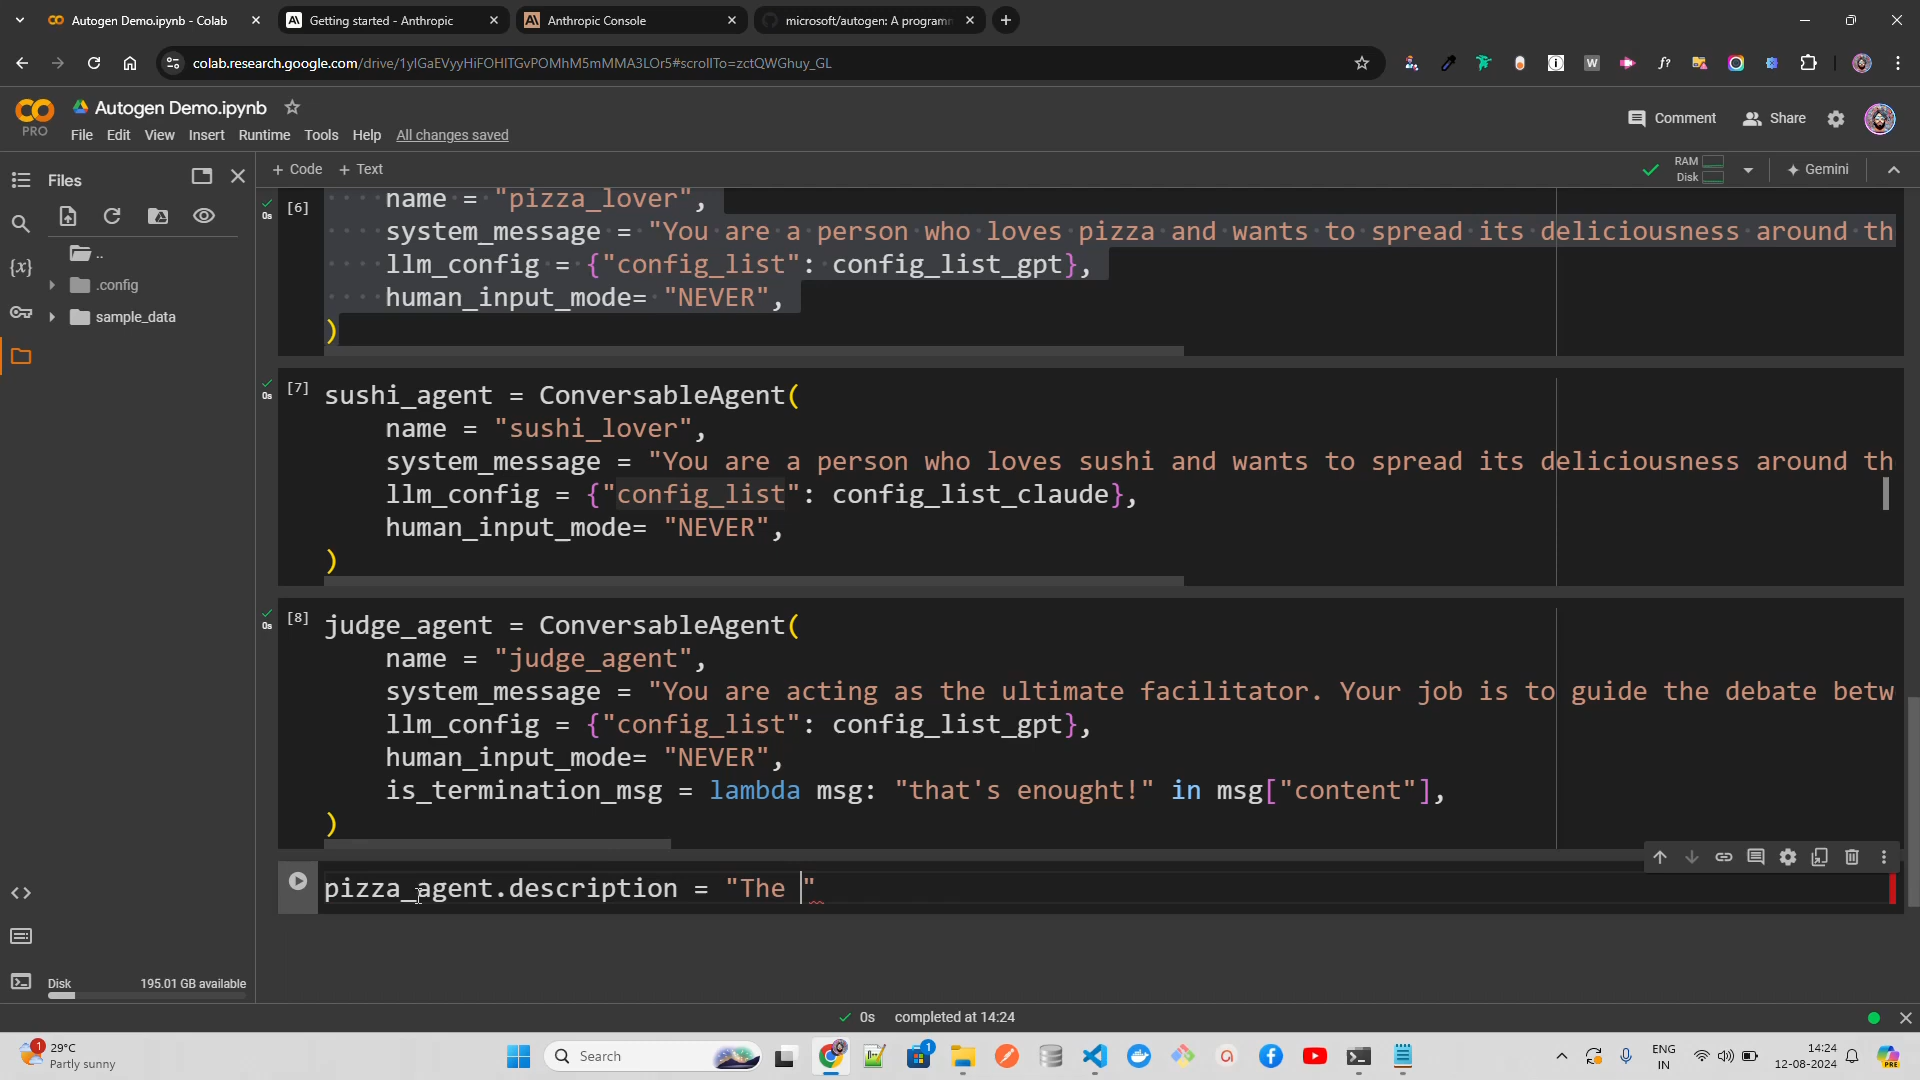 Autogen Demo.ipynb - Colab
Getting started - Anthropic
Anthropic Console
microsoft/autogen: A programm
colab.research.google.com/drive/1ylGaEVyyHiFOHITGvPOMhM5mMMA3LOr5#scrollTo=zctQWGhuy_GL
Autogen Demo.ipynb
PRO
File Edit View Insert Runtime Tools Help All changes saved
Comment
Share
Files
+ Code + Text
RAM
Disk
Gemini
..
.config
sample_data
0s
[6]
name = "pizza_lover",
system_message = "You are a person who loves pizza and wants to spread its deliciousness around th
llm_config = {"config_list": config_list_gpt},
human_input_mode= "NEVER",
)
0s
[7]
sushi_agent = ConversableAgent(
name = "sushi_lover",
system_message = "You are a person who loves sushi and wants to spread its deliciousness around th
llm_config = {"config_list": config_list_claude},
human_input_mode= "NEVER",
)
0s
[8]
judge_agent = ConversableAgent(
name = "judge_agent",
system_message = "You are acting as the ultimate facilitator. Your job is to guide the debate betw
llm_config = {"config_list": config_list_gpt},
human_input_mode= "NEVER",
is_termination_msg = lambda msg: "that's enought!" in msg["content"],
)
pizza_agent.description = "The "
Disk
195.01 GB available
0s completed at 14:24
1
29°C
Partly sunny
Search
1
ENG
IN
14:24
12-08-2024
PRE